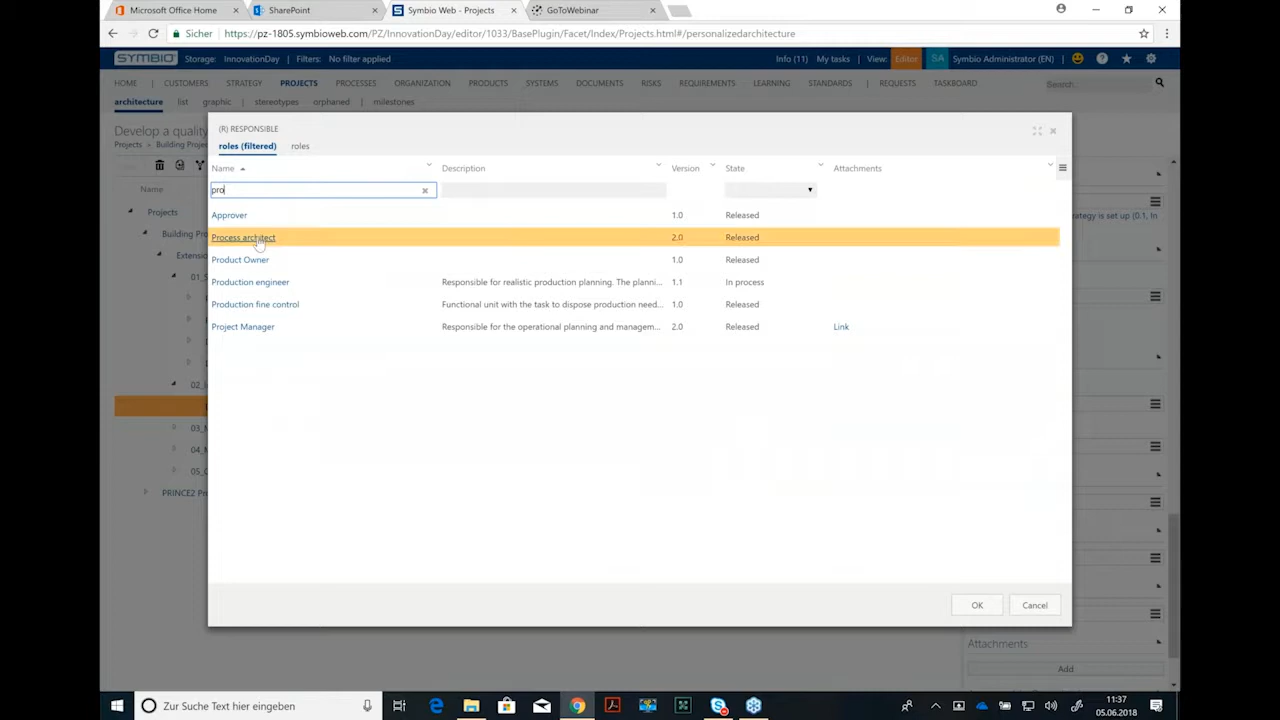 Microsoft Office Home
SharePoint
Symbio Web - Projects
GoToWebinar
Sicher
https://pz-1805.symbioweb.com/PZ/InnovationDay/editor/1033/BasePlugin/Facet/Index/Projects.html#/personalizedarchitecture
SYMBIO Storage: InnovationDay Filters: No filter applied Info (11) My tasks View: Editor SA Symbio Administrator (EN)
HOME CUSTOMERS STRATEGY PROJECTS PROCESSES ORGANIZATION PRODUCTS SYSTEMS DOCUMENTS RISKS REQUIREMENTS LEARNING STANDARDS REQUESTS TASKBOARD Search...
architecture list graphic stereotypes orphaned milestones
Develop a quality
Projects Building Projec
Name
Projects
Building Pro
Extensio
01_S
02_I
03_M
04_M
05_C
PRINCE2 Pro
(R) RESPONSIBLE
roles (filtered) roles
Name Description Version State Attachments
pro
Approver 1.0 Released
Process architect 2.0 Released
Product Owner 1.0 Released
Production engineer Responsible for realistic production planning. The planni... 1.1 In process
Production fine control Functional unit with the task to dispose production need... 1.0 Released
Project Manager Responsible for the operational planning and managem... 2.0 Released Link
OK Cancel
trategy is set up (0.1, In
Attachments
Add
Zur Suche Text hier eingeben
11:37
05.06.2018